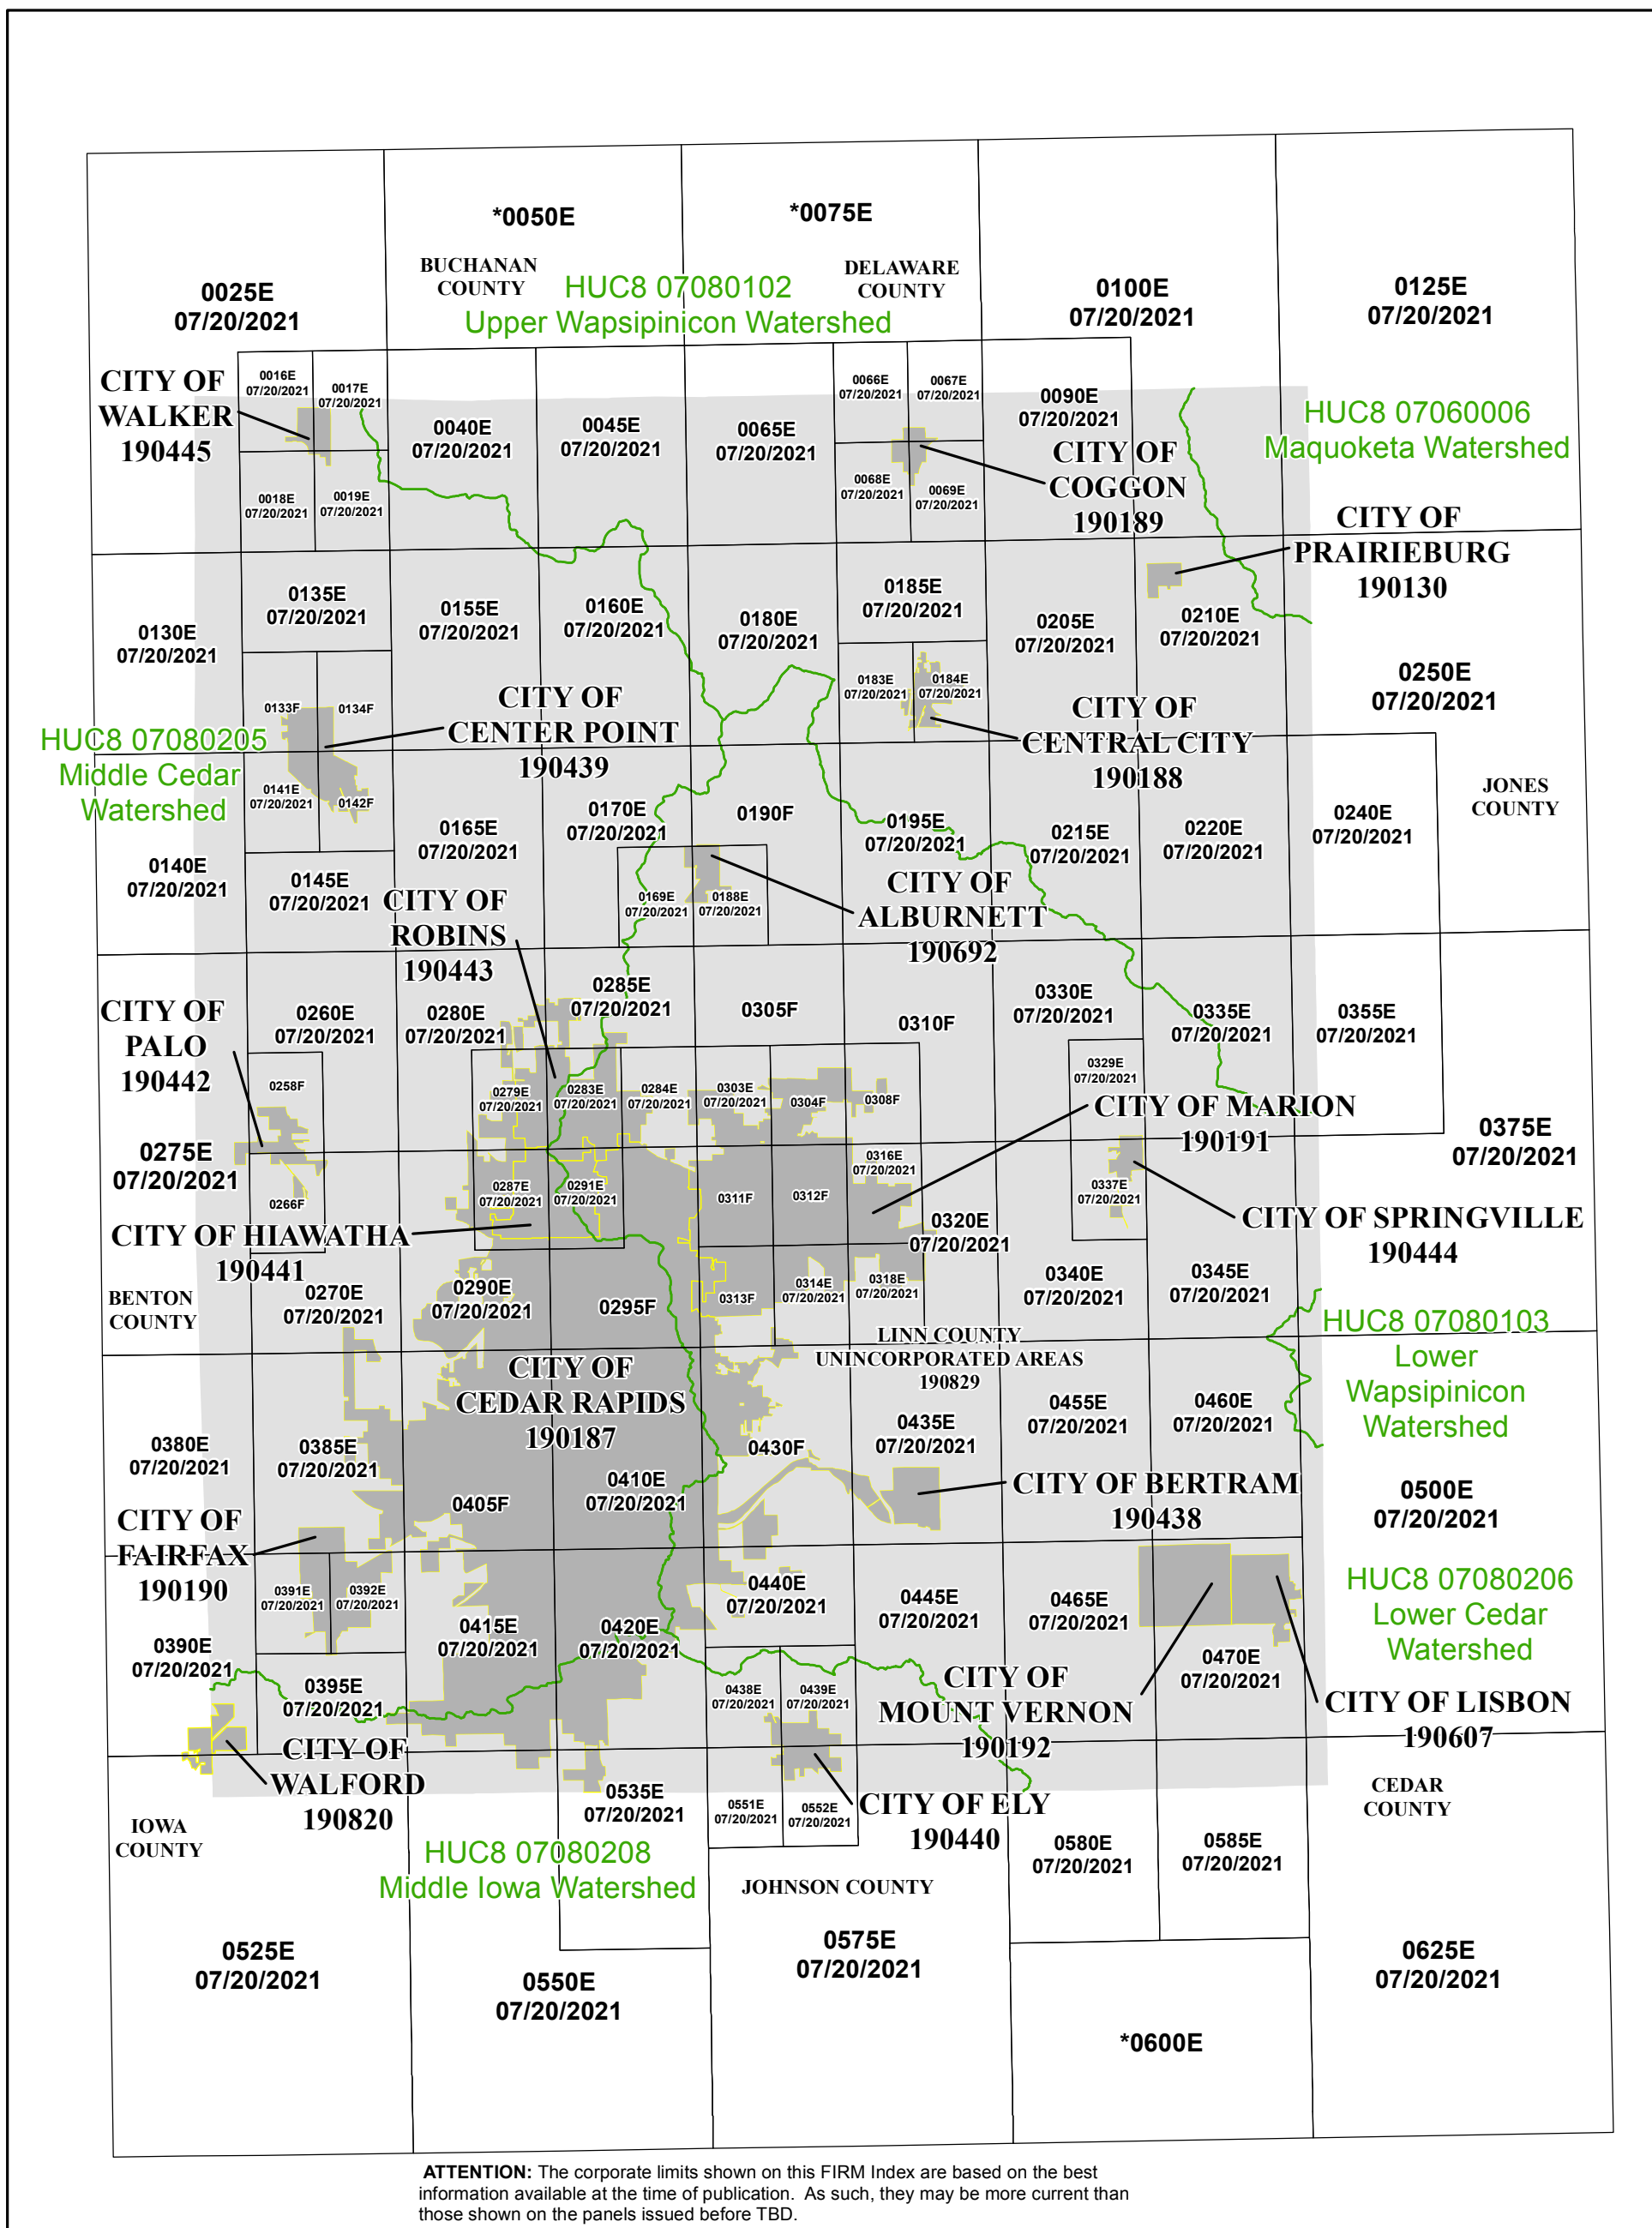 *0050E
*0075E
BUCHANAN
COUNTY
DELAWARE
COUNTY
0025E
07/20/2021
HUC8 07080102
Upper Wapsipinicon Watershed
0100E
07/20/2021
0125E
07/20/2021
CITY OF
WALKER
190445
0016E
07/20/2021
0017E
07/20/2021
0018E
07/20/2021
0019E
07/20/2021
0040E
07/20/2021
0045E
07/20/2021
0065E
07/20/2021
0066E
07/20/2021
0067E
07/20/2021
0068E
07/20/2021
0069E
07/20/2021
0090E
07/20/2021
CITY OF
COGGON
190189
HUC8 07060006
Maquoketa Watershed
CITY OF
PRAIRIEBURG
190130
0130E
07/20/2021
0135E
07/20/2021
0155E
07/20/2021
0160E
07/20/2021
0180E
07/20/2021
0185E
07/20/2021
0205E
07/20/2021
0210E
07/20/2021
0250E
07/20/2021
0133F
0134F
CITY OF
CENTER POINT
190439
0183E
07/20/2021
0184E
07/20/2021
CITY OF
CENTRAL CITY
190188
HUC8 07080205
Middle Cedar
Watershed
0141E
07/20/2021
0142F
0140E
07/20/2021
0145E
07/20/2021
0165E
07/20/2021
0170E
07/20/2021
0190F
0195E
07/20/2021
0215E
07/20/2021
0220E
07/20/2021
0240E
07/20/2021
JONES
COUNTY
0169E
07/20/2021
0188E
07/20/2021
CITY OF
ALBURNETT
190692
CITY OF
ROBINS
190443
CITY OF
PALO
190442
0260E
07/20/2021
0280E
07/20/2021
0285E
07/20/2021
0305F
0310F
0330E
07/20/2021
0335E
07/20/2021
0355E
07/20/2021
0258F
0279E
07/20/2021
0283E
07/20/2021
0284E
07/20/2021
0303E
07/20/2021
0304F
0308F
0329E
07/20/2021
CITY OF MARION
190191
0275E
07/20/2021
0375E
07/20/2021
0266F
0287E
07/20/2021
0291E
07/20/2021
0311F
0312F
0316E
07/20/2021
0337E
07/20/2021
CITY OF HIAWATHA
190441
0320E
07/20/2021
CITY OF SPRINGVILLE
190444
BENTON
COUNTY
0270E
07/20/2021
0290E
07/20/2021
0295F
0313F
0314E
07/20/2021
0318E
07/20/2021
0340E
07/20/2021
0345E
07/20/2021
LINN COUNTY
UNINCORPORATED AREAS
190829
HUC8 07080103
Lower
Wapsipinicon
Watershed
CITY OF
CEDAR RAPIDS
190187
0380E
07/20/2021
0385E
07/20/2021
0405F
0410E
07/20/2021
0430F
0435E
07/20/2021
0455E
07/20/2021
0460E
07/20/2021
0500E
07/20/2021
CITY OF BERTRAM
190438
CITY OF
FAIRFAX
190190
0391E
07/20/2021
0392E
07/20/2021
0390E
07/20/2021
0395E
07/20/2021
0415E
07/20/2021
0420E
07/20/2021
0440E
07/20/2021
0445E
07/20/2021
0465E
07/20/2021
0470E
07/20/2021
HUC8 07080206
Lower Cedar
Watershed
0438E
07/20/2021
0439E
07/20/2021
CITY OF
MOUNT VERNON
190192
CITY OF LISBON
190607
CITY OF
WALFORD
190820
0535E
07/20/2021
0551E
07/20/2021
0552E
07/20/2021
CITY OF ELY
190440
CEDAR
COUNTY
IOWA
COUNTY
HUC8 07080208
Middle Iowa Watershed
JOHNSON COUNTY
0580E
07/20/2021
0585E
07/20/2021
0525E
07/20/2021
0550E
07/20/2021
0575E
07/20/2021
0625E
07/20/2021
*0600E
ATTENTION: The corporate limits shown on this FIRM Index are based on the best
information available at the time of publication. As such, they may be more current than
those shown on the panels issued before TBD.